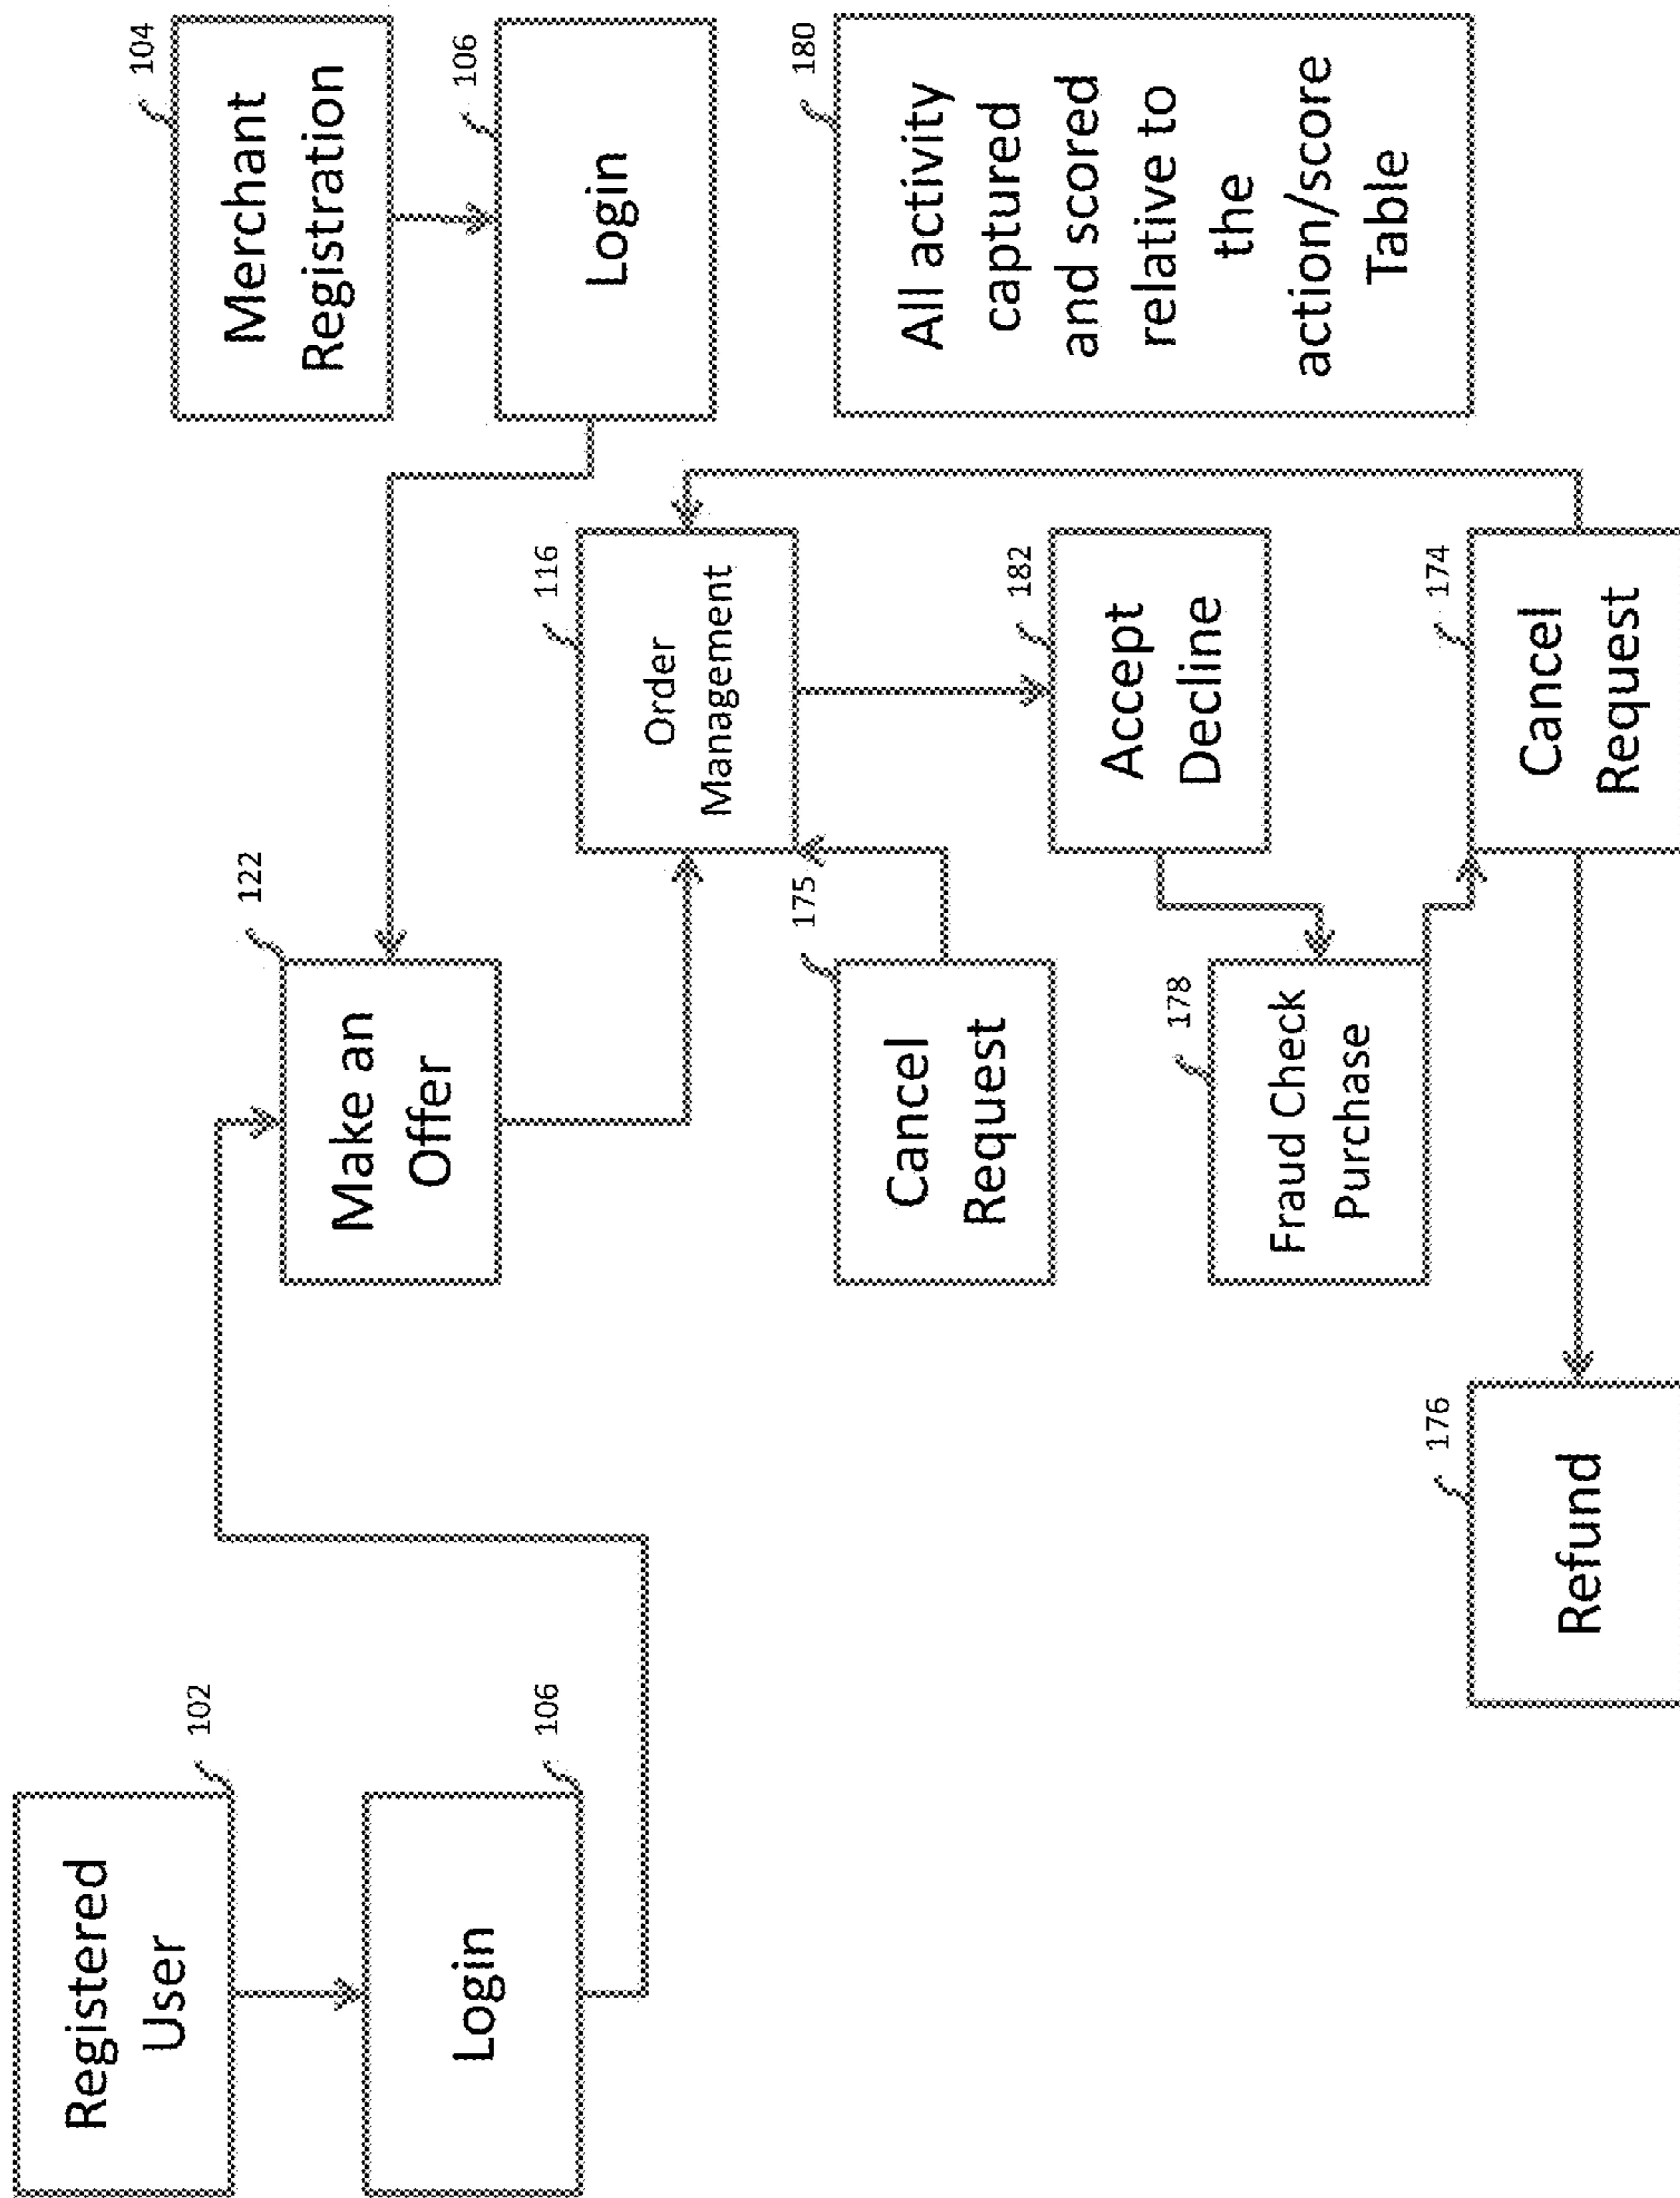 102
Registered
User
106
Login
122
Make an
Offer
104
Merchant
Registration
106
Login
116
Order
Management
175
Cancel
Request
182
Accept
Decline
178
Fraud Check
Purchase
174
Cancel
Request
176
Refund
180
All activity
captured
and scored
relative to
the
action/score
Table